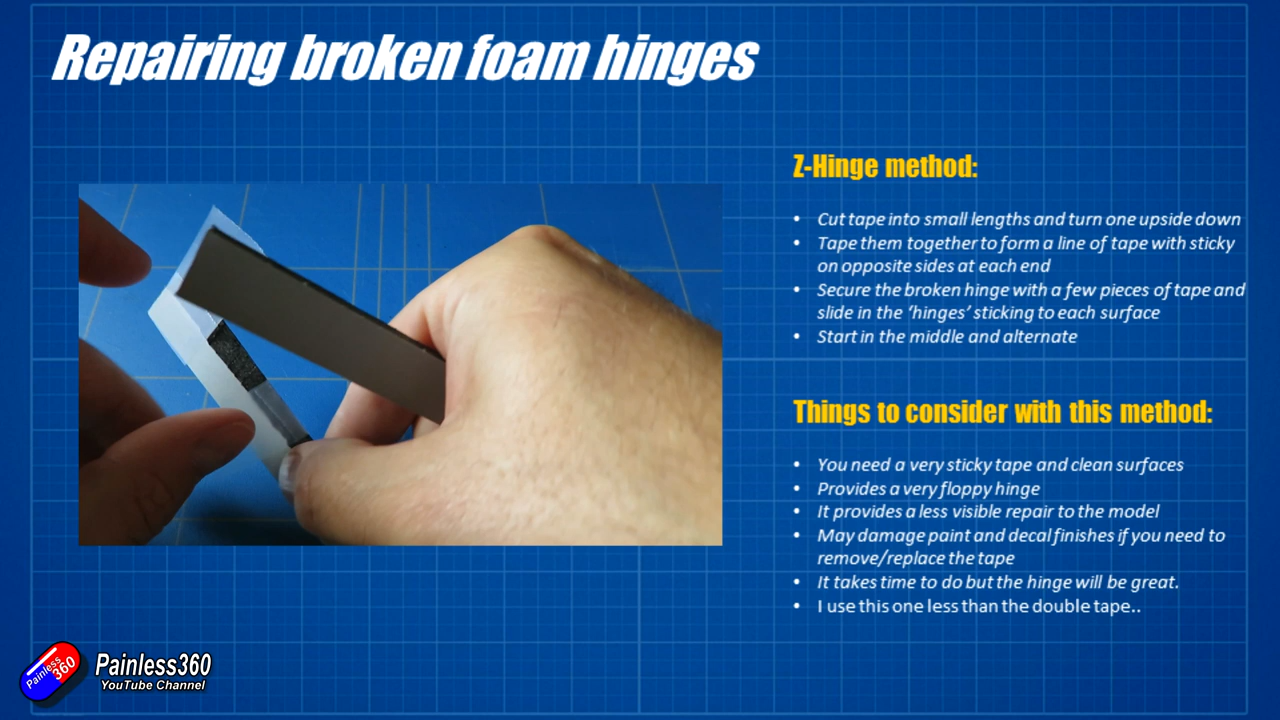 Repairing broken foam hinges
Z-Hinge method:
• Cut tape into small lengths and turn one upside down
• Tape them together to form a line of tape with sticky
on opposite sides at each end
• Secure the broken hinge with a few pieces of tape and
slide in the 'hinges' sticking to each surface
• Start in the middle and alternate
Things to consider with this method:
• You need a very sticky tape and clean surfaces
• Provides a very floppy hinge
• It provides a less visible repair to the model
• May damage paint and decal finishes if you need to
remove/replace the tape
• It takes time to do but the hinge will be great.
• I use this one less than the double tape..
Painless
360
Painless360
YouTube Channel